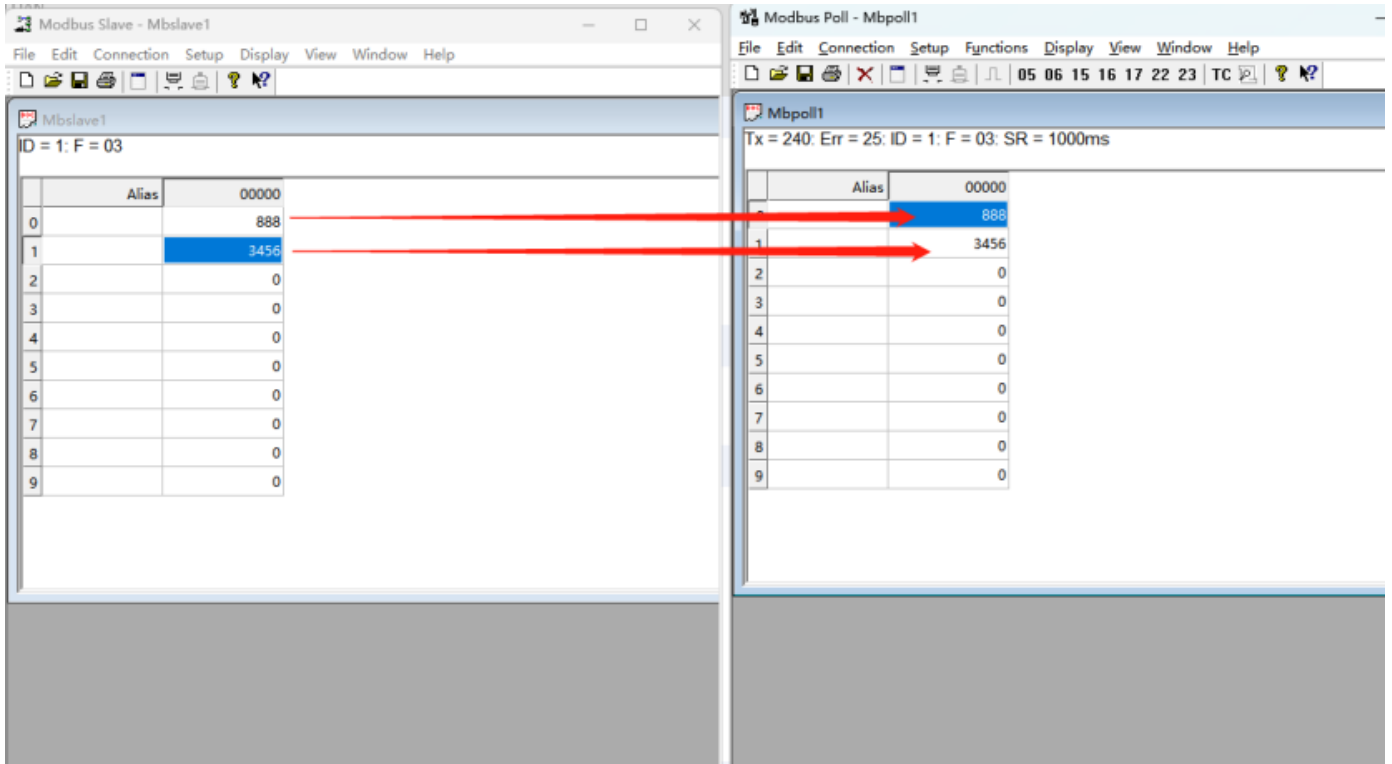 Modbus Slave - Mbslave1
File Edit Connection Setup Display View Window Help
Mbslave1
ID = 1: F = 03
Alias 00000
0 888
1 3456
2 0
3 0
4 0
5 0
6 0
7 0
8 0
9 0
Modbus Poll - Mbpoll1
File Edit Connection Setup Functions Display View Window Help
05 06 15 16 17 22 23 TC
Mbpoll1
Tx = 240: Err = 25: ID = 1: F = 03: SR = 1000ms
Alias 00000
888
1 3456
2 0
3 0
4 0
5 0
6 0
7 0
8 0
9 0